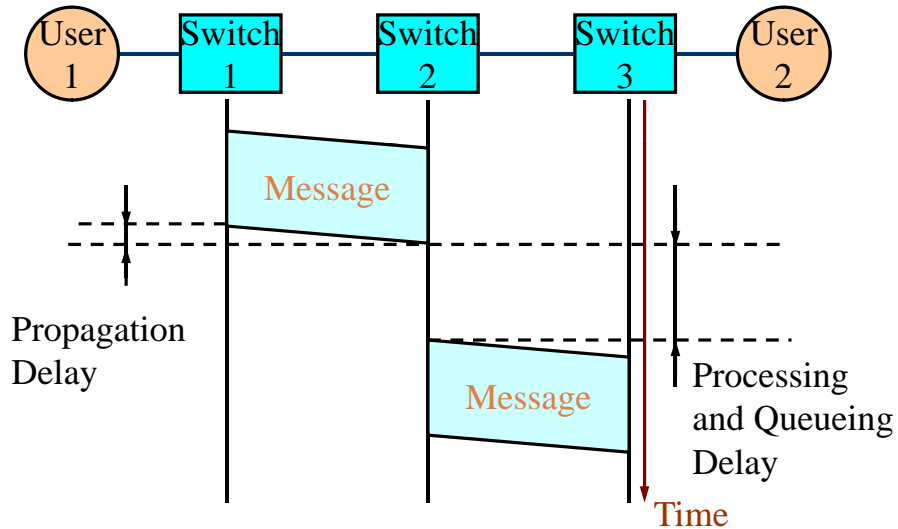 User
1
Switch
1
Switch
2
Switch
3
User
2
Message
Propagation
Delay
Message
Processing
and Queueing
Delay
Time